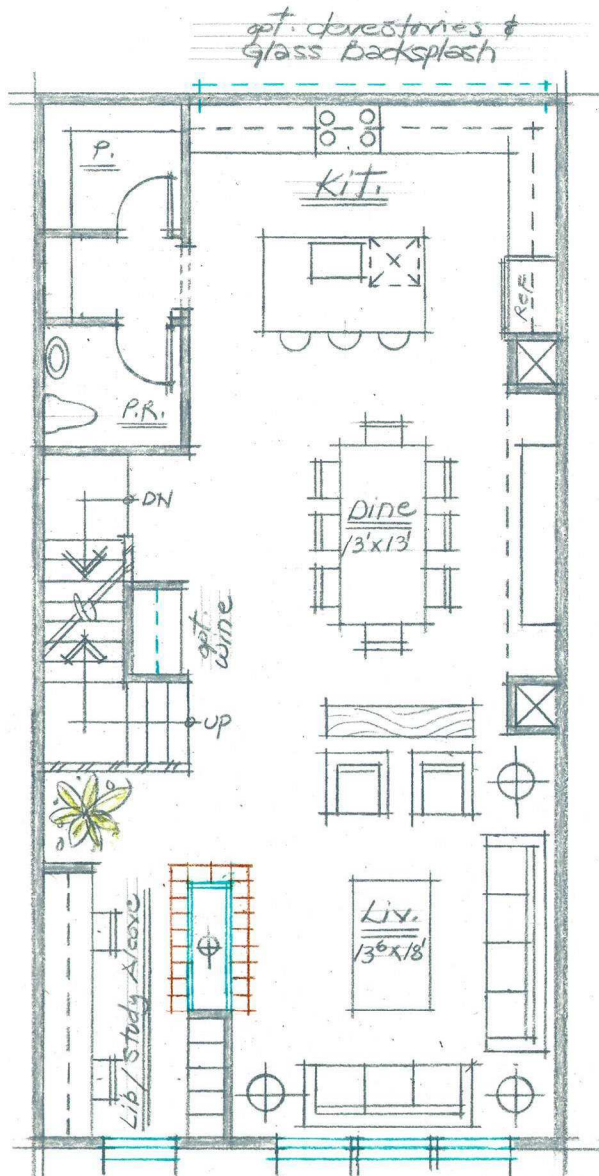 opt. clerestories &
Glass Backsplash
P.
Kit.
X
Ref
P.R.
DN
Dine
13'x13'
opt.
wine
UP
Liv.
13⁶x18'
Lib/Study Alcove